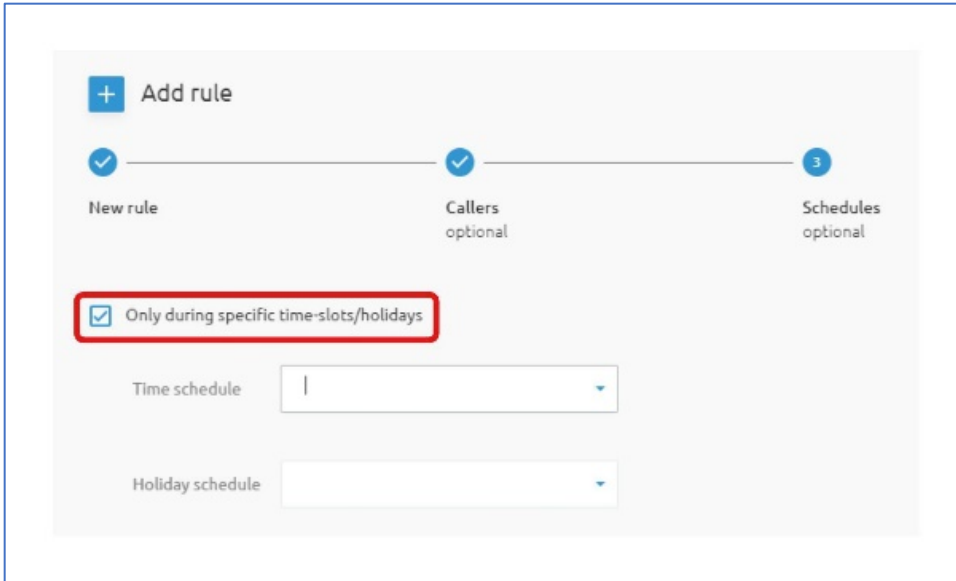 Add rule
3
New rule
Callers
Schedules
optional
optional
Only during specific time-slots/holidays
Time schedule
Holiday schedule